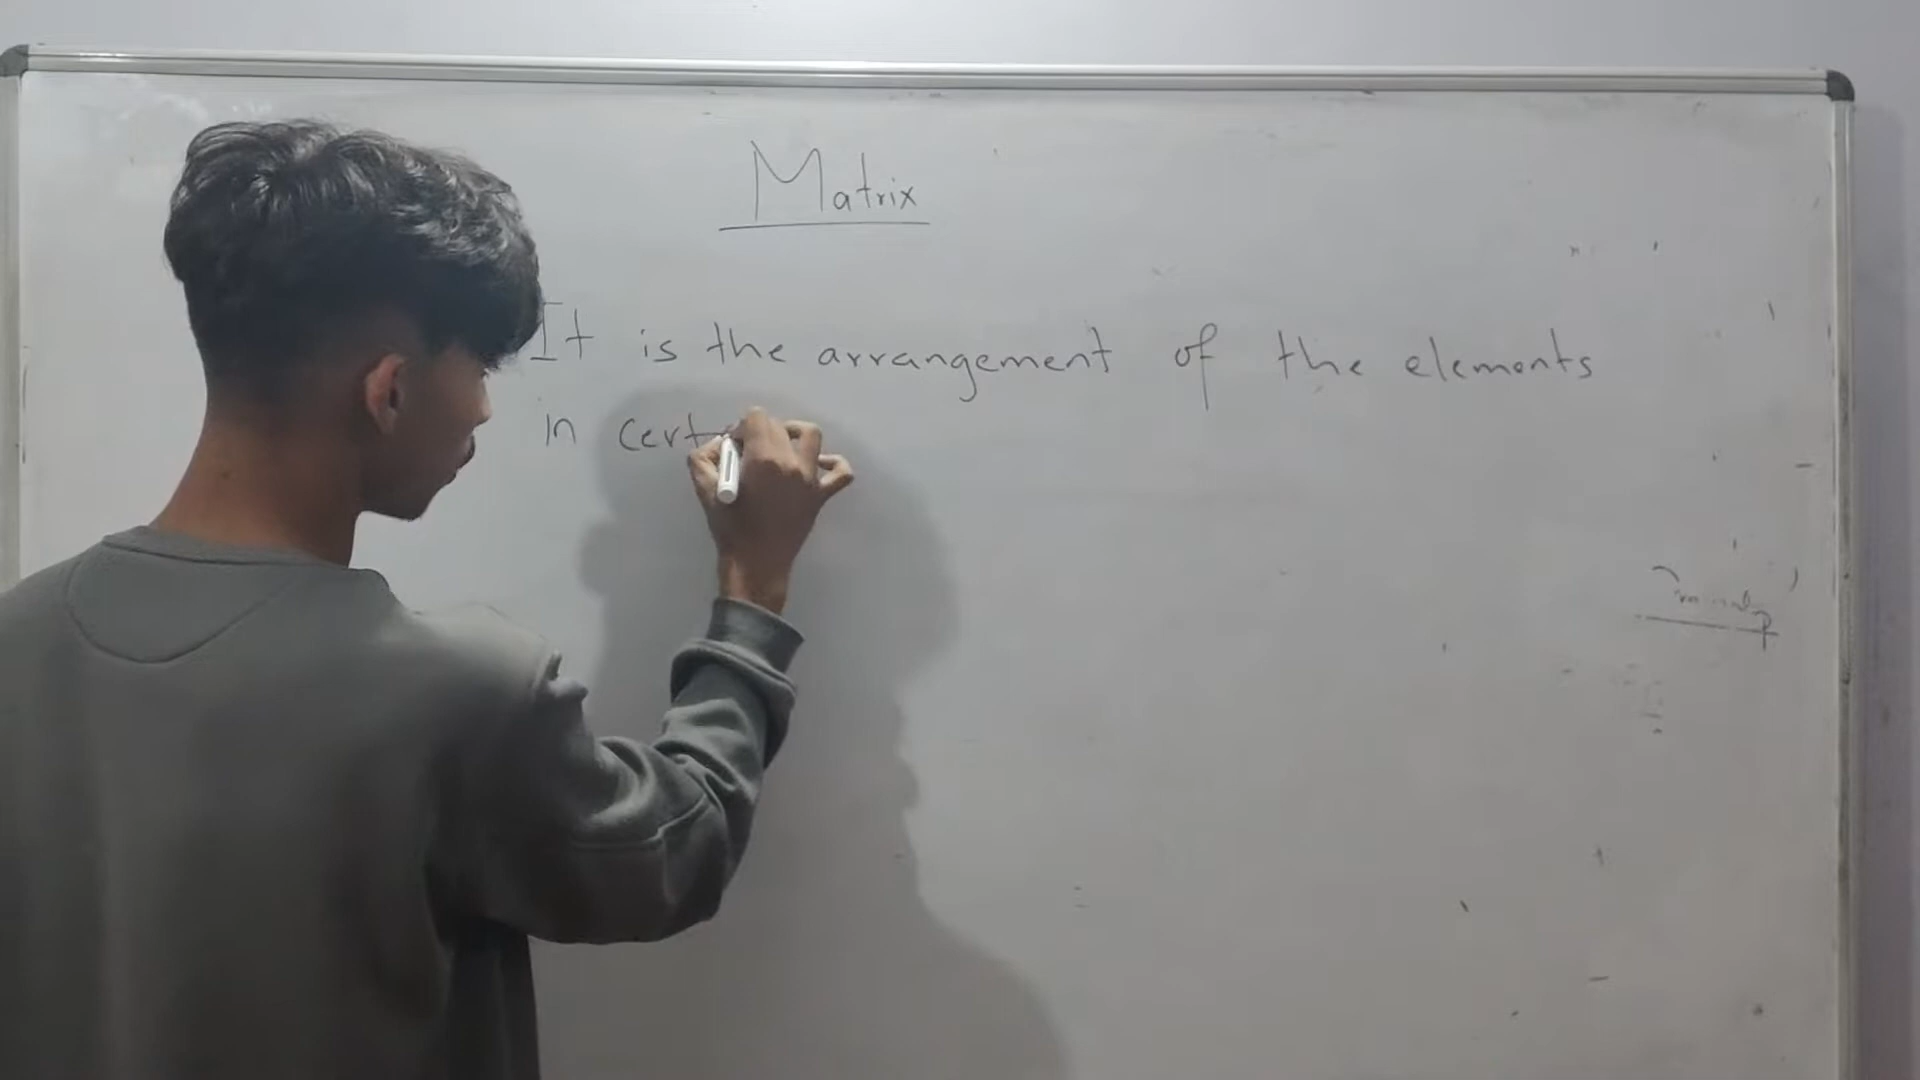 Matrix
It is the arrangement of the elements
in cert